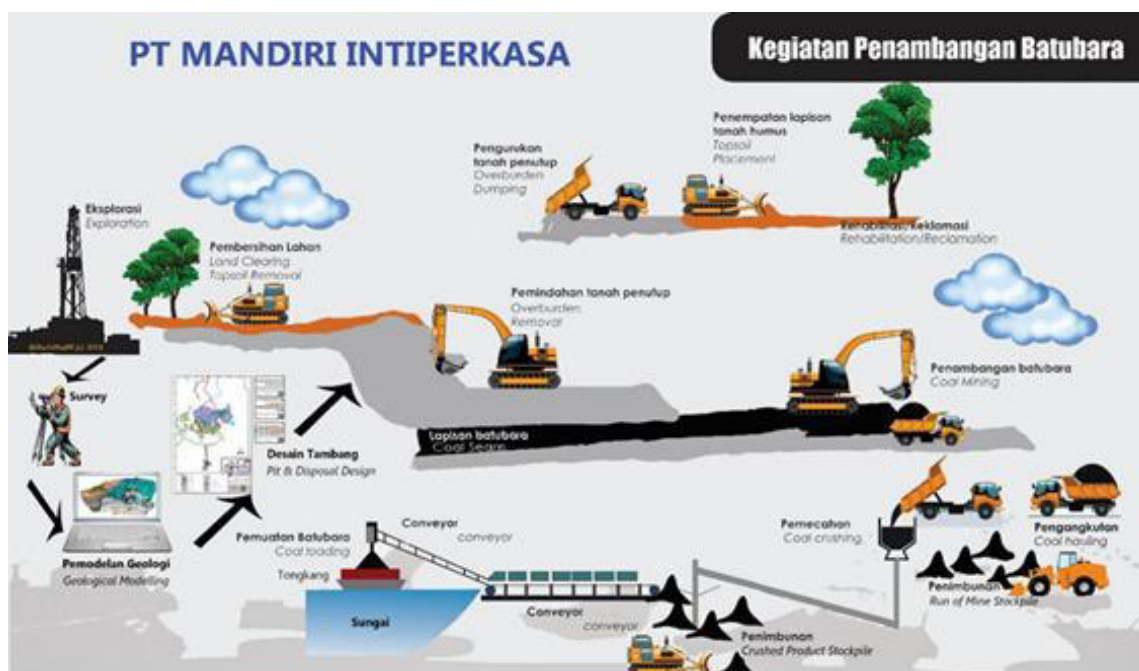 PT MANDIRI INTIPERKASA
Kegiatan Penambangan Batubara
Penempatan lapisan
tanah humus
Topsoil
Placement
Pengurukan
tanah penutup
Overburden
Dumping
Eksplorasi
Exploration
Rehabilitasi/Reklamasi
Rehabilitation/Reclamation
Pembersihan Lahan
Land Clearing
Topsoil Removal
Pemindahan tanah penutup
Overburden
Removal
Penambangan batubara
Coal Mining
Survey
Lapisan batubara
Coal Seam
Desain Tambang
Pit & Disposal Design
Pemodelan Geologi
Geological Modelling
Pemuatan Batubara
Coal loading
Tongkang
Sungai
Conveyor
conveyor
Conveyor
conveyor
Pemecahan
Coal crushing
Pengangkutan
Coal hauling
Penimbunan
Run of Mine Stockpile
Penimbunan
Crushed Product Stockpile